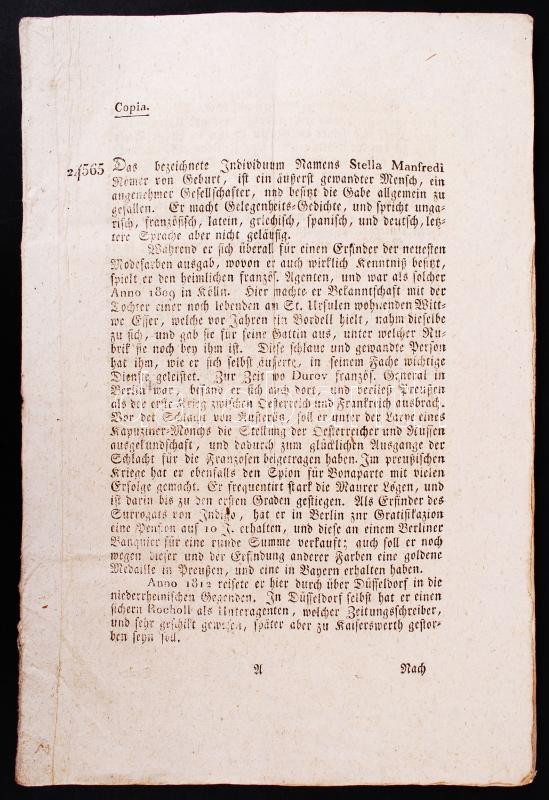 Copia.
24565
Das bezeichnete Individuum Namens Stella Manfredi
Römer von Geburt, ist ein äußerst gewandter Mensch, ein
angenehmer Gesellschafter, und besitzt die Gabe allgemein zu
gefallen. Er macht Gelegenheits-Gedichte, und spricht unga-
risch, französisch, latein, griechisch, spanisch, und deutsch, letz-
tere Sprache aber nicht geläufig.
Während er sich überall für einen Erfinder der neuesten
Modefarben ausgab, wovon er auch wirklich Kenntniß besitzt,
spielt er den heimlichen französ. Agenten, und war als solcher
Anno 1809 in Kölln. Hier machte er Bekanntschaft mit der
Tochter einer noch lebenden an St. Ursulen wohnenden Witt-
we Esser, welche vor Jahren ein Bordell hielt, nahm dieselbe
zu sich, und gab sie für seine Gattin aus, unter welcher Ru-
brik sie noch bey ihm ist. Diese schlaue und gewandte Person
hat ihm, wie er sich selbst äußerte, in seinem Fache wichtige
Dienste geleistet. Zur Zeit wo Durov französ. General in
Berlin war, befand er sich auch dort, und verließ Preußen
als die erste Krieg zwischen Oesterreich und Frankreich ausbrach.
Vor der Schlacht von Austerlitz, soll er unter der Larve eines
Kapuziner-Mönchs die Stellung der Oesterreicher und Russen
ausgekundschaft, und dadurch zum glücklichen Ausgange der
Schlacht für die Franzosen beigetragen haben. Im preußischen
Kriege hat er ebenfalls den Spion für Bonaparte mit vielen
Erfolge gemacht. Er frequentirt stark die Maurer Logen, und
ist darin bis zu den ersten Graden gestiegen. Als Erfinder des
Surrogats von Indigo, hat er in Berlin zur Gratifikazion
eine Pension auf 10 J. erhalten, und diese an einem Berliner
Banquier für eine runde Summe verkauft; auch soll er noch
wegen dieser und der Erfindung anderer Farben eine goldene
Medaille in Preußen, und eine in Bayern erhalten haben.
Anno 1812 reisete er hier durch über Düsseldorf in die
niederrheinischen Gegenden. In Düsseldorf selbst hat er einen
sichern Rocholl als Unteragenten, welcher Zeitungsschreiber,
und sehr geschikt gewesen, später aber zu Kaiserswerth gestor-
ben seyn soll.
A Nach